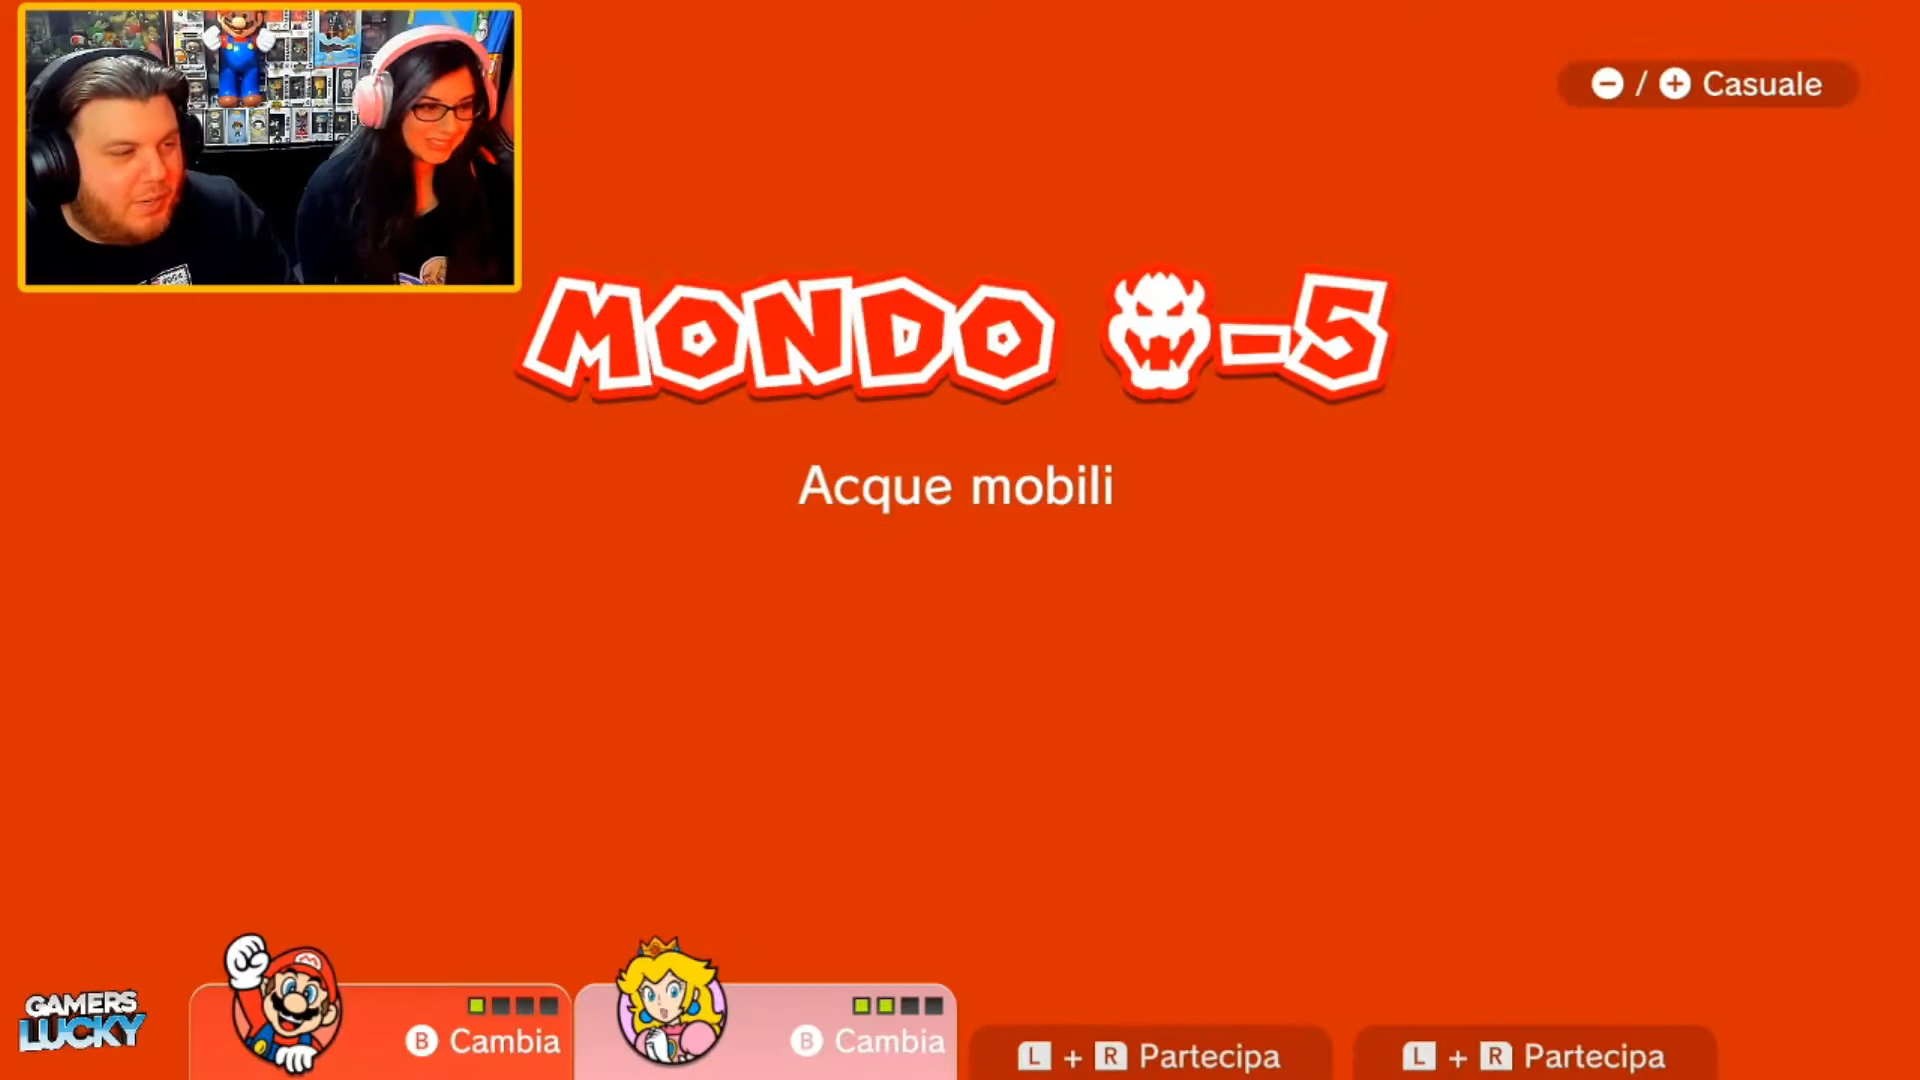 − / + Casuale
MONDO -5
Acque mobili
B Cambia
B Cambia
L + R Partecipa
L + R Partecipa
GAMERS
LUCKY